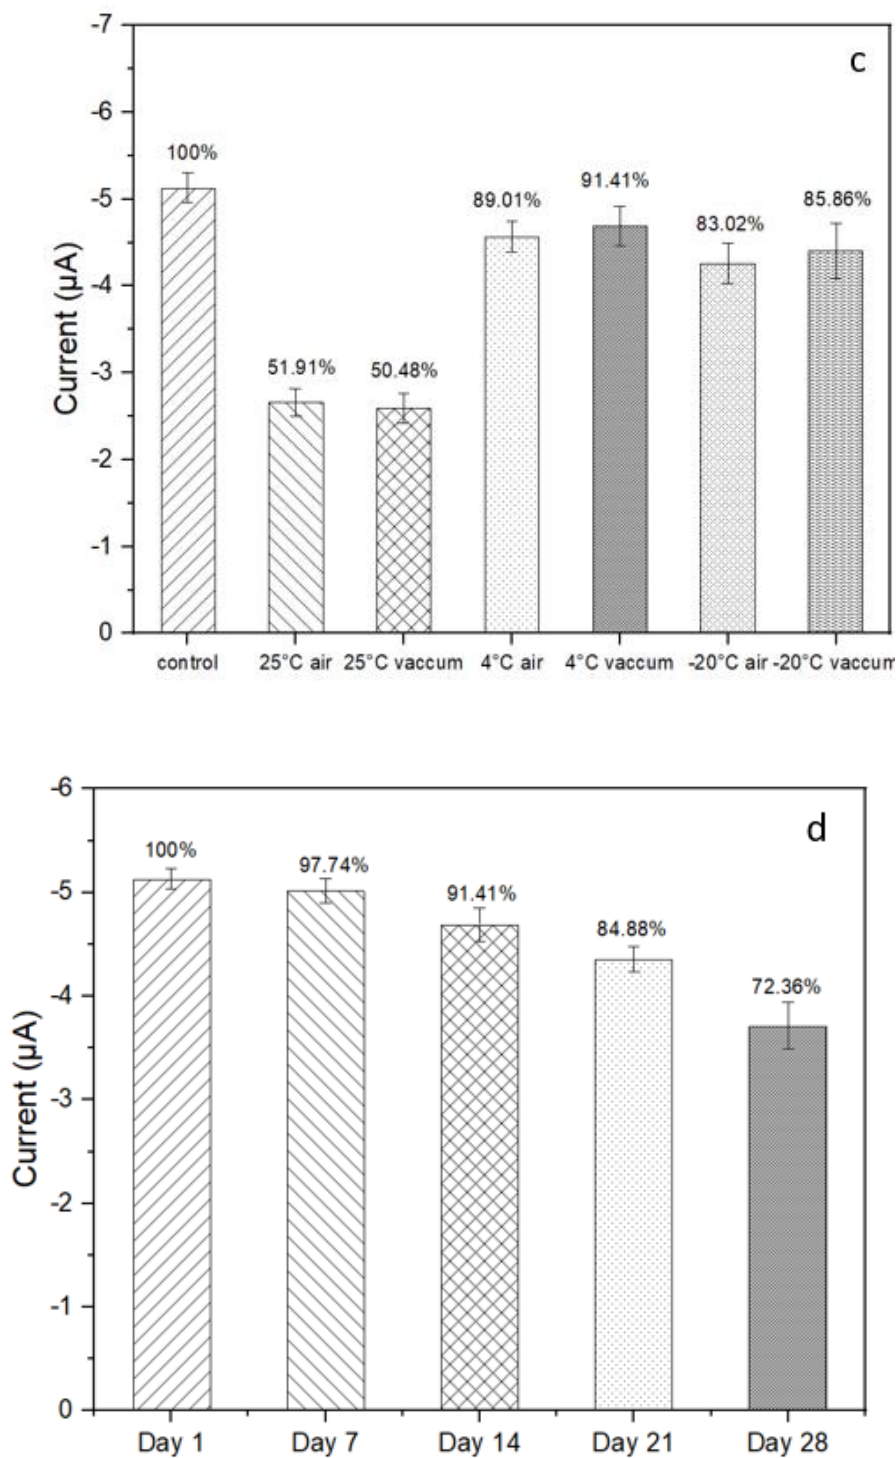 c
Current (µA)
-7
-6
-5
-4
-3
-2
-1
0
100%
51.91%
50.48%
89.01%
91.41%
83.02%
85.86%
control
25°C air
25°C vaccum
4°C air
4°C vaccum
-20°C air
-20°C vaccum
d
Current (µA)
-6
-5
-4
-3
-2
-1
0
100%
97.74%
91.41%
84.88%
72.36%
Day 1
Day 7
Day 14
Day 21
Day 28